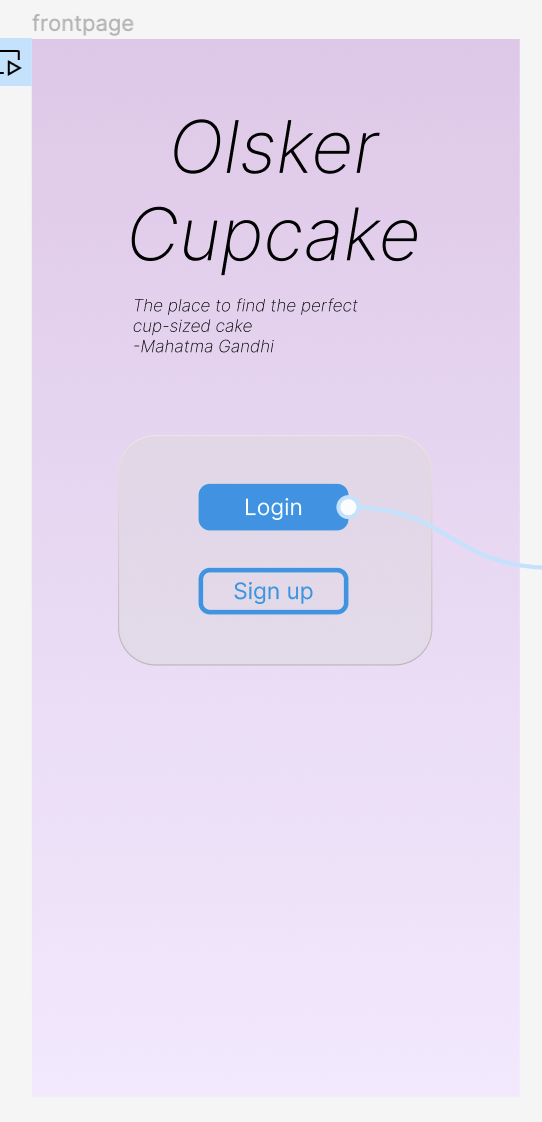 frontpage
Olsker
Cupcake
The place to find the perfect
cup-sized cake
-Mahatma Gandhi
Login
Sign up